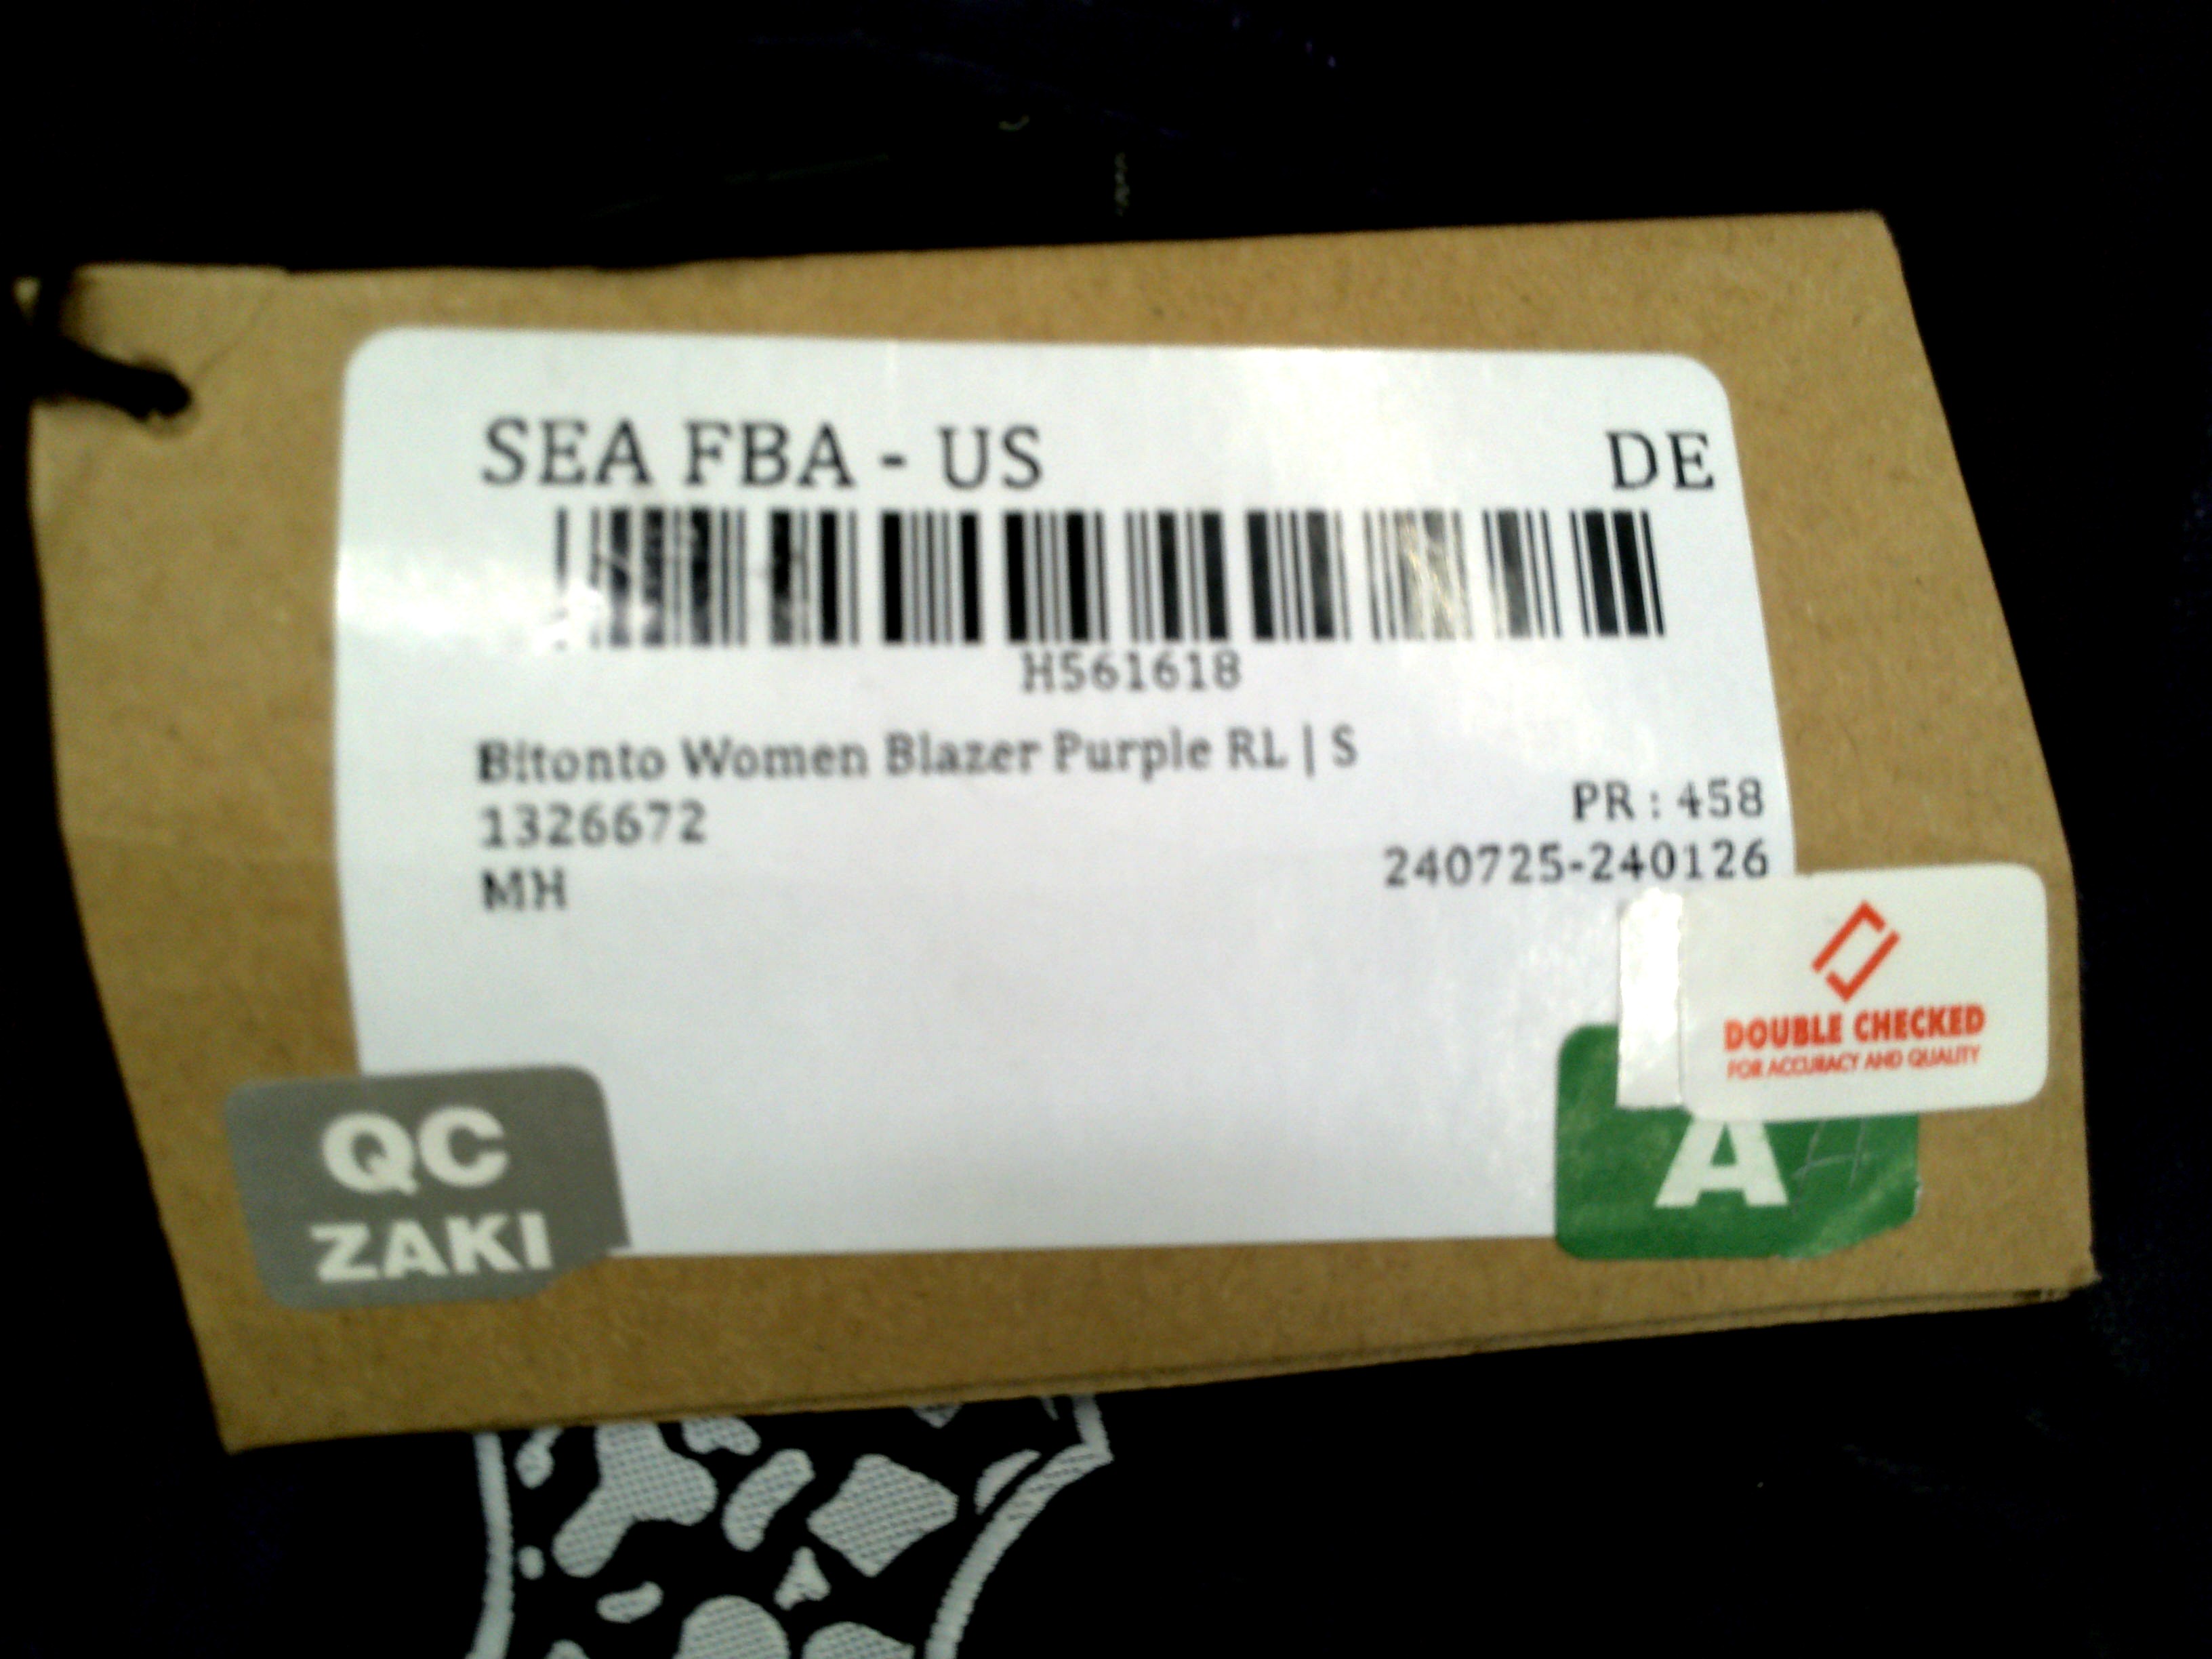 SEA FBA - US DE
H561618
Bitonto Women Blazer Purple RL | S
1326672 PR : 458
MH 240725-240126
DOUBLE CHECKED
FOR ACCURACY AND QUALITY
A
QC
ZAKI